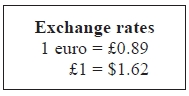 Exchange rates
1 euro = £0.89
£1 = $1.62